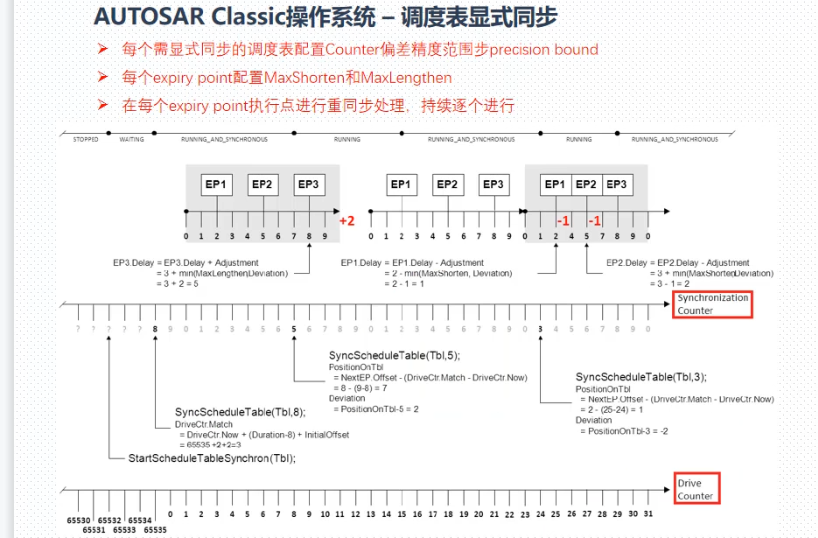 AUTOSAR Classic操作系统 – 调度表显式同步
➢ 每个需显式同步的调度表配置Counter偏差精度范围步precision bound
➢ 每个expiry point配置MaxShorten和MaxLengthen
➢ 在每个expiry point执行点进行重同步处理，持续逐个进行
STOPPED WAITING RUNNING_AND_SYNCHRONOUS RUNNING RUNNING_AND_SYNCHRONOUS RUNNING RUNNING_AND_SYNCHRONOUS
EP1 EP2 EP3 EP1 EP2 EP3 EP1 EP2 EP3
+2 -1 -1
0 1 2 3 4 5 6 7 8 9 0 1 2 3 4 5 6 7 8 9 0 1 2 3 4 5 6 7 8 9 0
EP3.Delay = EP3.Delay + Adjustment
= 3 + min(MaxLengthen,Deviation)
= 3 + 2 = 5
EP1.Delay = EP1.Delay - Adjustment
= 2 - min(MaxShorten, Deviation)
= 2 - 1 = 1
EP2.Delay = EP2.Delay - Adjustment
= 3 + min(MaxShorten,Deviation)
= 3 - 1 = 2
Synchronization
Counter
? ? ? ? ? 8 9 0 1 2 3 4 5 6 5 6 7 8 9 0 1 2 3 4 5 6 7 8 9 0 3 4 5 6 7 8 9 0
SyncScheduleTable(Tbl,5);
PositionOnTbl
= NextEP.Offset - (DriveCtr.Match - DriveCtr.Now)
= 8 - (9-8) = 7
Deviation
= PositionOnTbl-5 = 2
SyncScheduleTable(Tbl,3);
PositionOnTbl
= NextEP.Offset - (DriveCtr.Match - DriveCtr.Now)
= 2 - (25-24) = 1
Deviation
= PositionOnTbl-3 = -2
SyncScheduleTable(Tbl,8);
DriveCtr.Match
= DriveCtr.Now + (Duration-8) + InitialOffset
= 65535 +2+2=3
StartScheduleTableSynchron(Tbl);
Drive
Counter
65530 65532 65534 0 1 2 3 4 5 6 7 8 9 10 11 12 13 14 15 16 17 18 19 20 21 22 23 24 25 26 27 28 29 30 31
65531 65533 65535